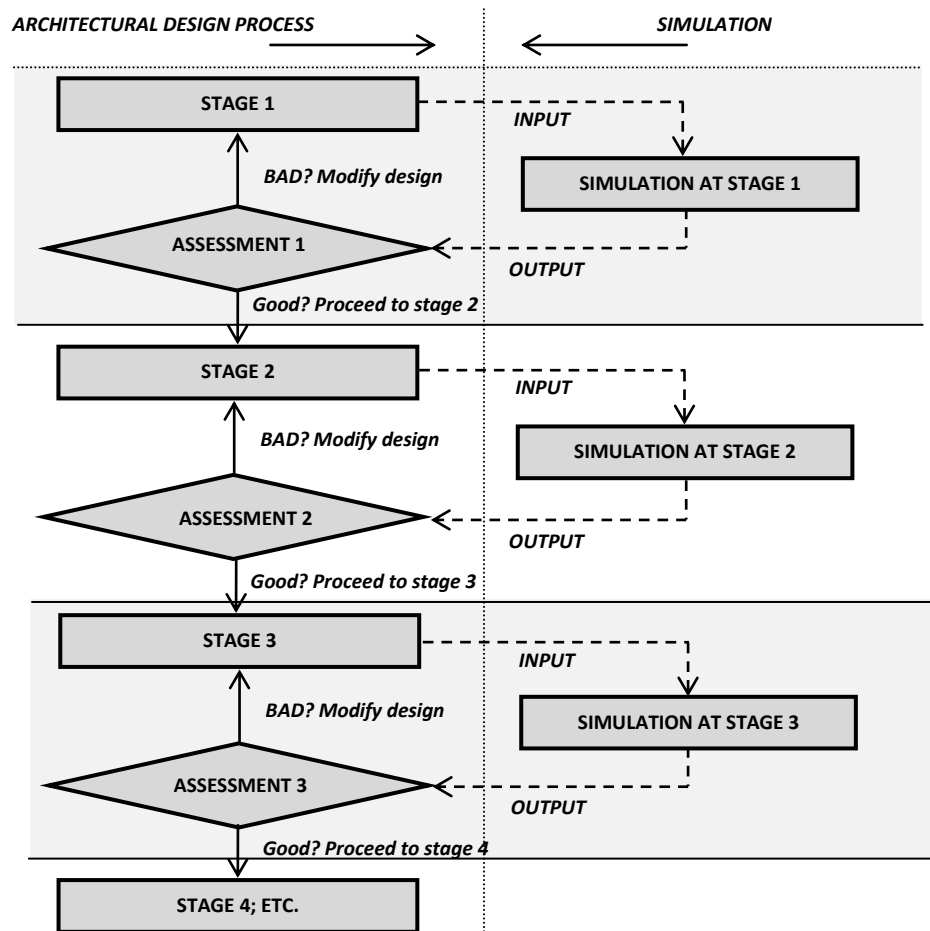 ARCHITECTURAL DESIGN PROCESS
SIMULATION
STAGE 1
INPUT
BAD? Modify design
SIMULATION AT STAGE 1
ASSESSMENT 1
OUTPUT
Good? Proceed to stage 2
STAGE 2
INPUT
BAD? Modify design
SIMULATION AT STAGE 2
ASSESSMENT 2
OUTPUT
Good? Proceed to stage 3
STAGE 3
INPUT
BAD? Modify design
SIMULATION AT STAGE 3
ASSESSMENT 3
OUTPUT
Good? Proceed to stage 4
STAGE 4; ETC.